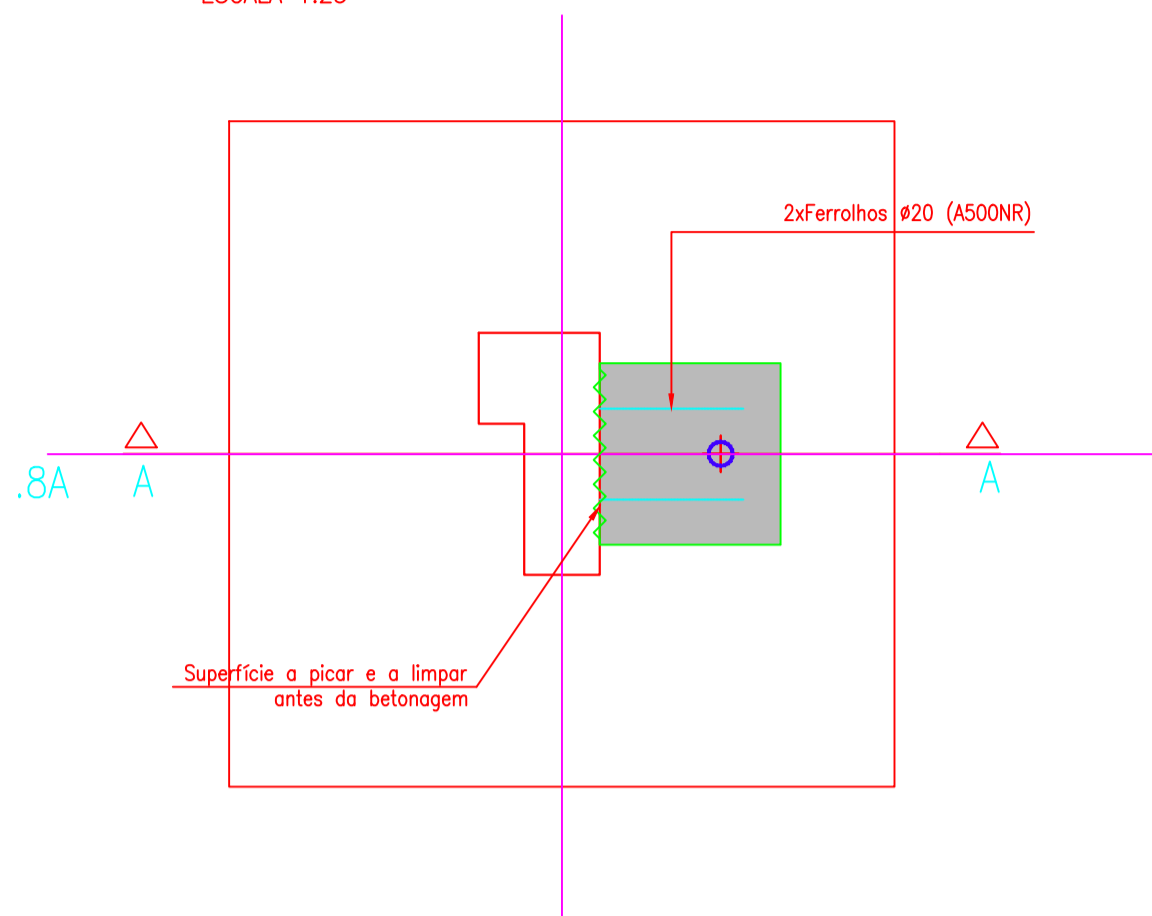 2xFerrolhos ø20 (A500NR)
.8A
A
A
Superfície a picar e a limpar
antes da betonagem